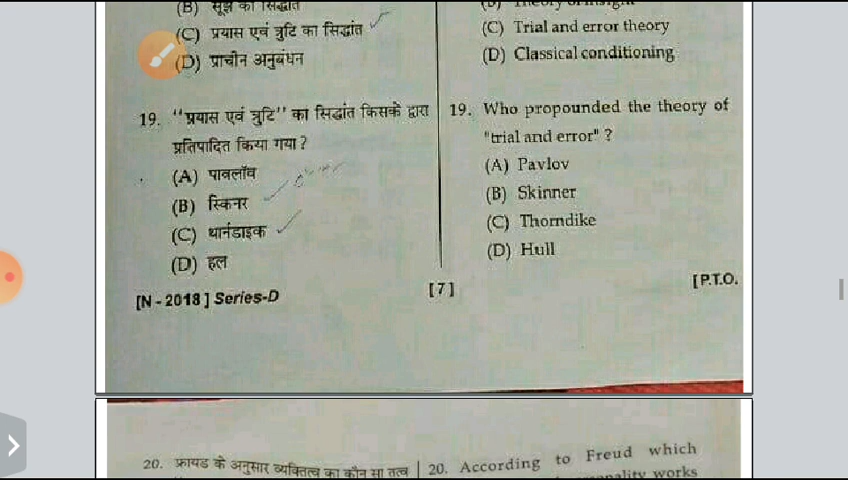 (B) सूझ का सिद्धांत
(C) प्रयास एवं त्रुटि का सिद्धांत
(D) प्राचीन अनुबंधन
(C) Trial and error theory
(D) Classical conditioning
19. ‘‘प्रयास एवं त्रुटि’’ का सिद्धांत किसके द्वारा
प्रतिपादित किया गया ?
(A) पावलॉव
(B) स्किनर
(C) थार्नडाइक
(D) हल
19. Who propounded the theory of
"trial and error" ?
(A) Pavlov
(B) Skinner
(C) Thorndike
(D) Hull
[N - 2018 ] Series-D
[ 7 ]
[ P.T.O.
20. फ्रायड के अनुसार व्यक्तित्व का कौन सा तत्व
20. According to Freud which
works